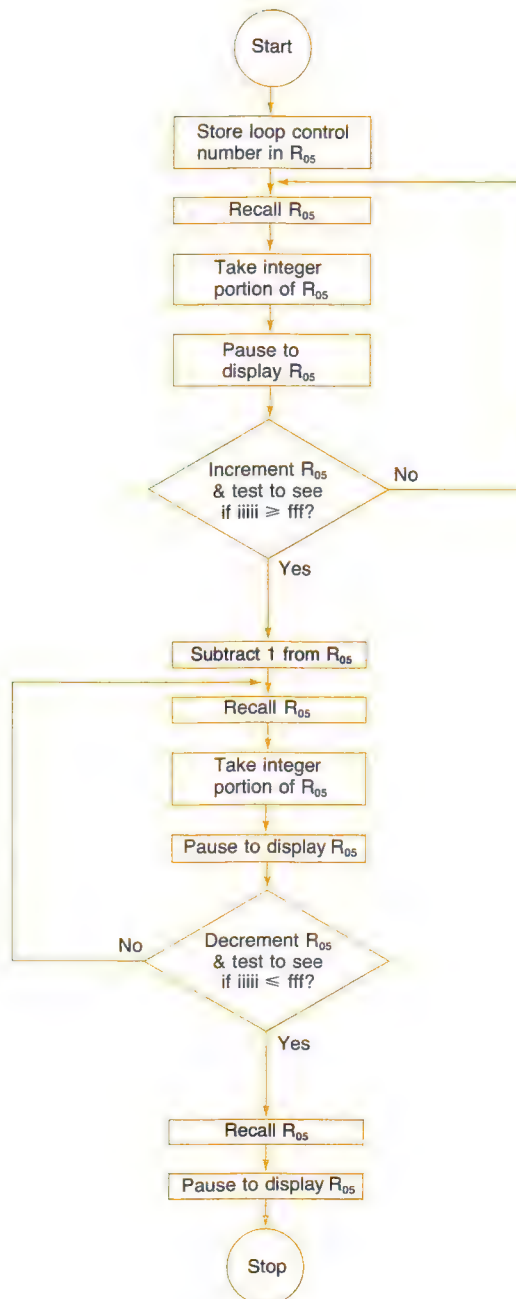 Start
Store loop control
number in R₀₅
Recall R₀₅
Take integer
portion of R₀₅
Pause to
display R₀₅
Increment R₀₅
& test to see
if iiiii ⩾ fff?
No
Yes
Subtract 1 from R₀₅
Recall R₀₅
Take integer
portion of R₀₅
Pause to display R₀₅
No
Decrement R₀₅
& test to see
if iiiii ⩽ fff?
Yes
Recall R₀₅
Pause to display R₀₅
Stop